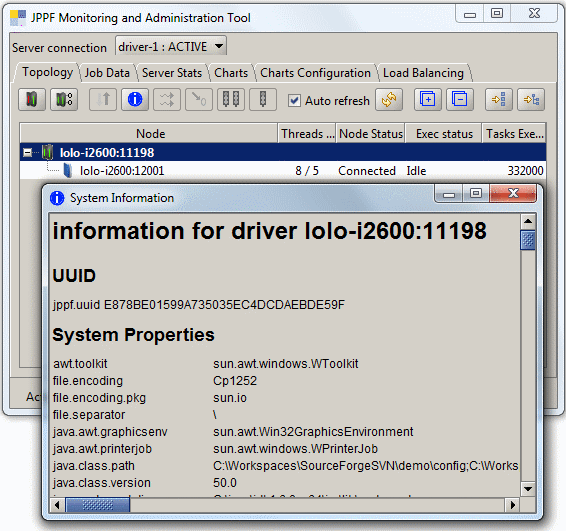 JPPF Monitoring and Administration Tool
Server connection driver-1 : ACTIVE
Topology Job Data Server Stats Charts Charts Configuration Load Balancing
Auto refresh
Node Threads ... Node Status Exec status Tasks Exe...
lolo-i2600:11198
lolo-i2600:12001 8 / 5 Connected Idle 332000
System Information
information for driver lolo-i2600:11198
UUID
jppf.uuid E878BE01599A735035EC4DCDAEBDE59F
System Properties
awt.toolkit sun.awt.windows.WToolkit
file.encoding Cp1252
file.encoding.pkg sun.io
file.separator \
java.awt.graphicsenv sun.awt.Win32GraphicsEnvironment
java.awt.printerjob sun.awt.windows.WPrinterJob
java.class.path C:\Workspaces\SourceForgeSVN\demo\config;C:\Works
java.class.version 50.0